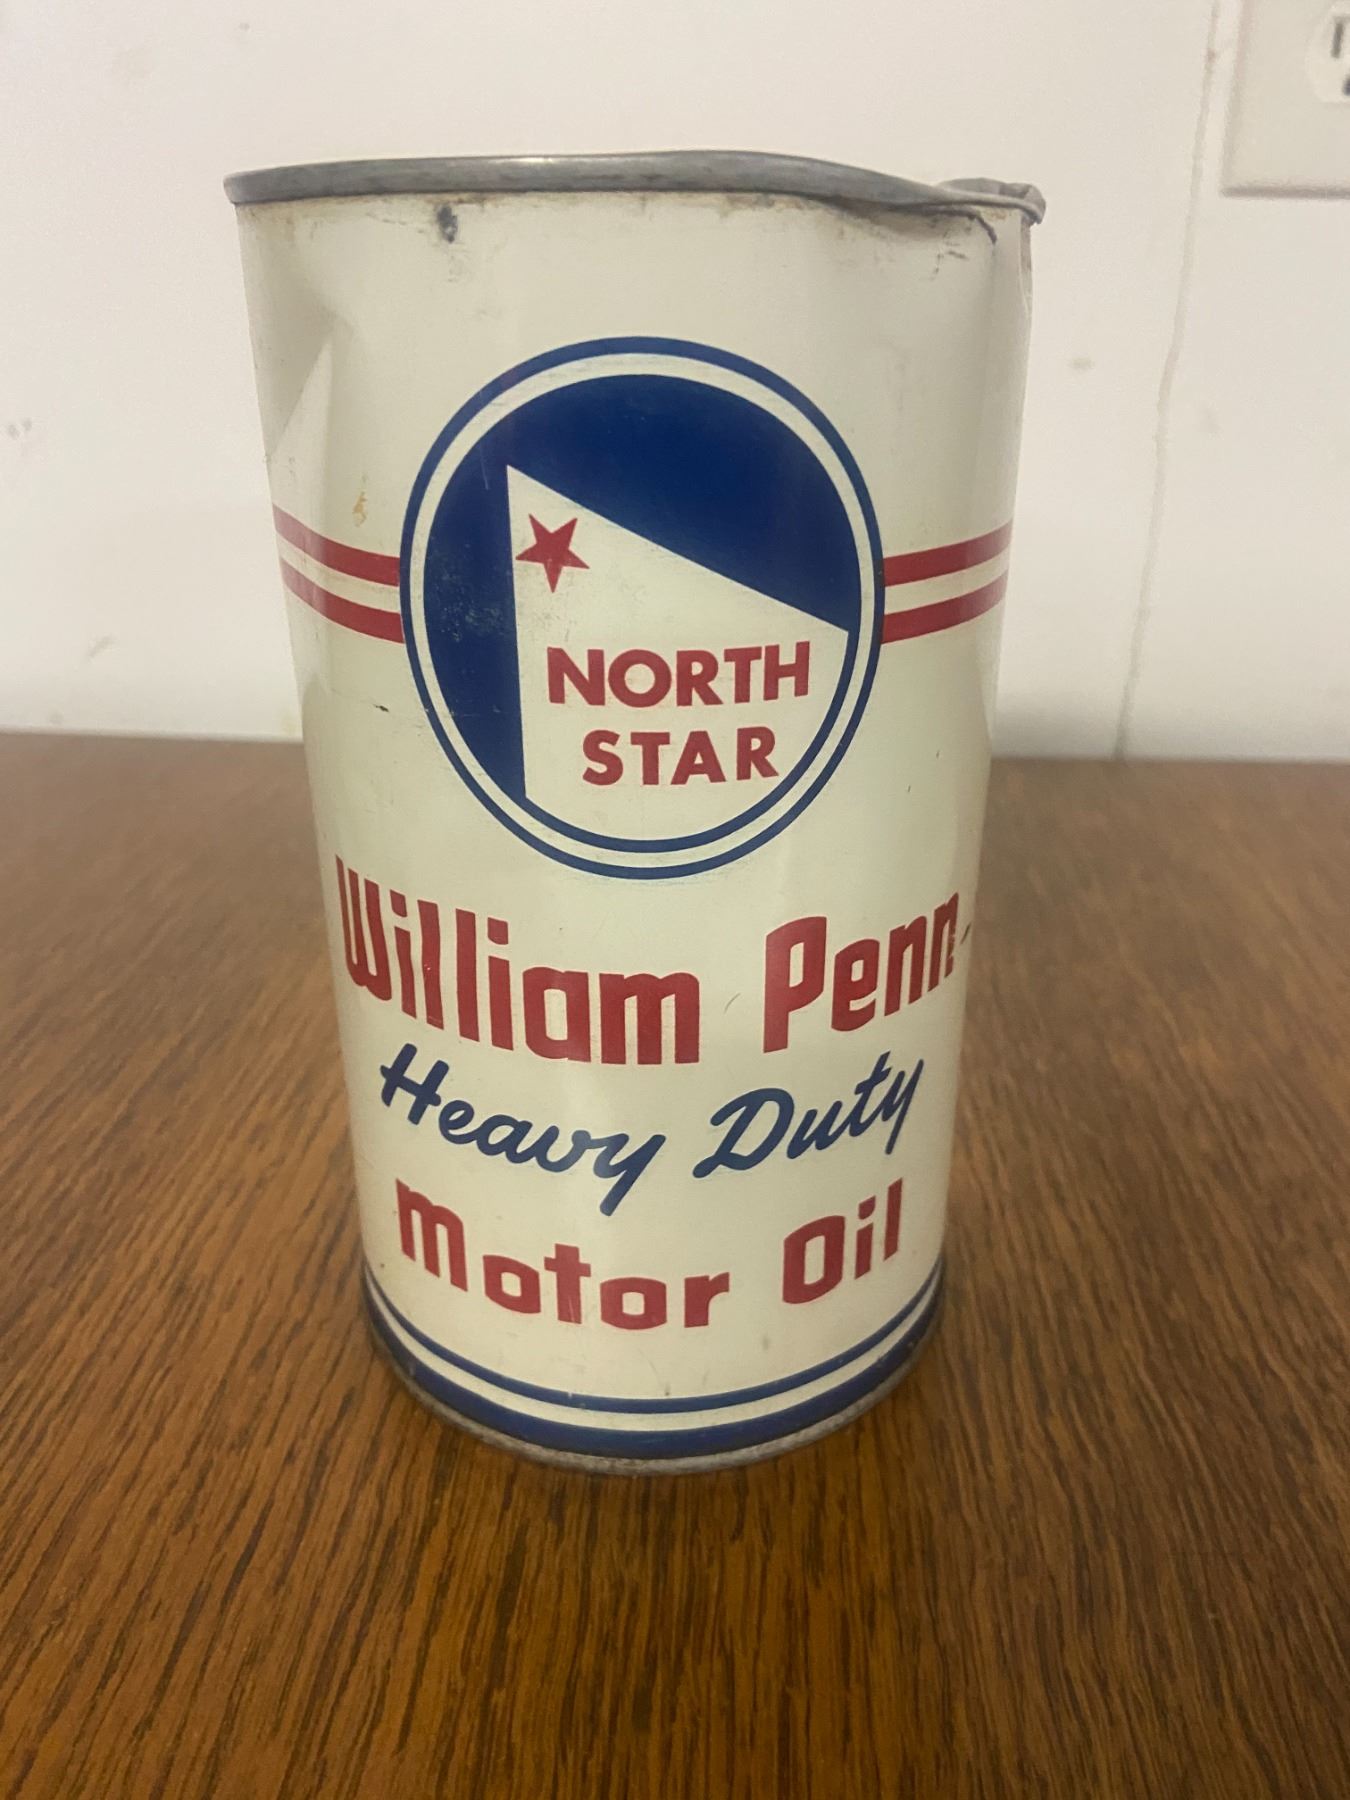 NORTH
STAR
William Penn
Heavy Duty
Motor Oil